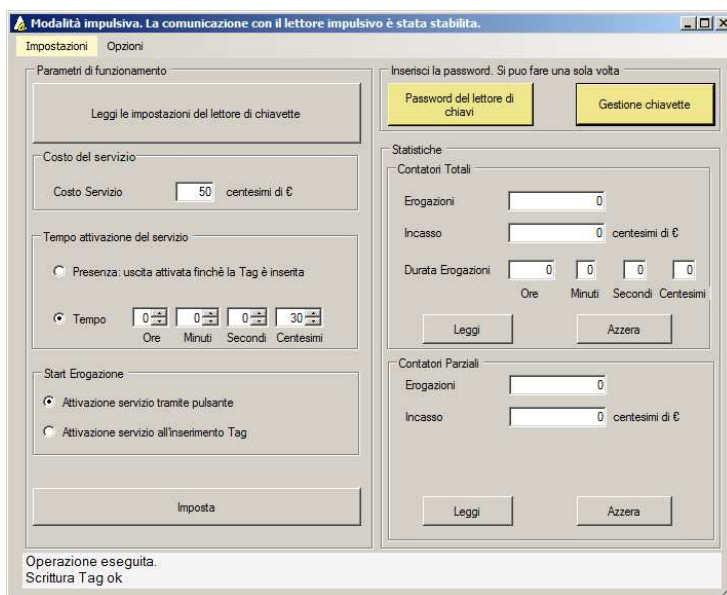 Modalità impulsiva. La comunicazione con il lettore impulsivo è stata stabilita.
Impostazioni Opzioni
Parametri di funzionamento
Leggi le impostazioni del lettore di chiavette
Costo del servizio
Costo Servizio 50 centesimi di €
Tempo attivazione del servizio
Presenza: uscita attivata finchè la Tag è inserita
Tempo 0 0 0 30
Ore Minuti Secondi Centesimi
Start Erogazione
Attivazione servizio tramite pulsante
Attivazione servizio all'inserimento Tag
Imposta
Inserisci la password. Si puo fare una sola volta
Password del lettore di
chiavi
Gestione chiavette
Statistiche
Contatori Totali
Erogazioni 0
Incasso 0 centesimi di €
Durata Erogazioni 0 0 0 0
Ore Minuti Secondi Centesimi
Leggi Azzera
Contatori Parziali
Erogazioni 0
Incasso 0 centesimi di €
Leggi Azzera
Operazione eseguita.
Scrittura Tag ok